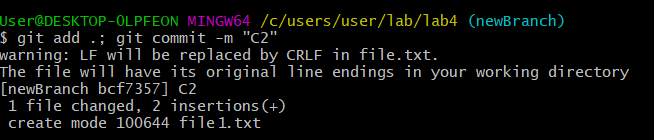 User@DESKTOP-OLPFEON MINGW64 /c/users/user/lab/lab4 (newBranch)
$ git add .; git commit -m "C2"
warning: LF will be replaced by CRLF in file.txt.
The file will have its original line endings in your working directory
[newBranch bcf7357] C2
 1 file changed, 2 insertions(+)
 create mode 100644 file1.txt